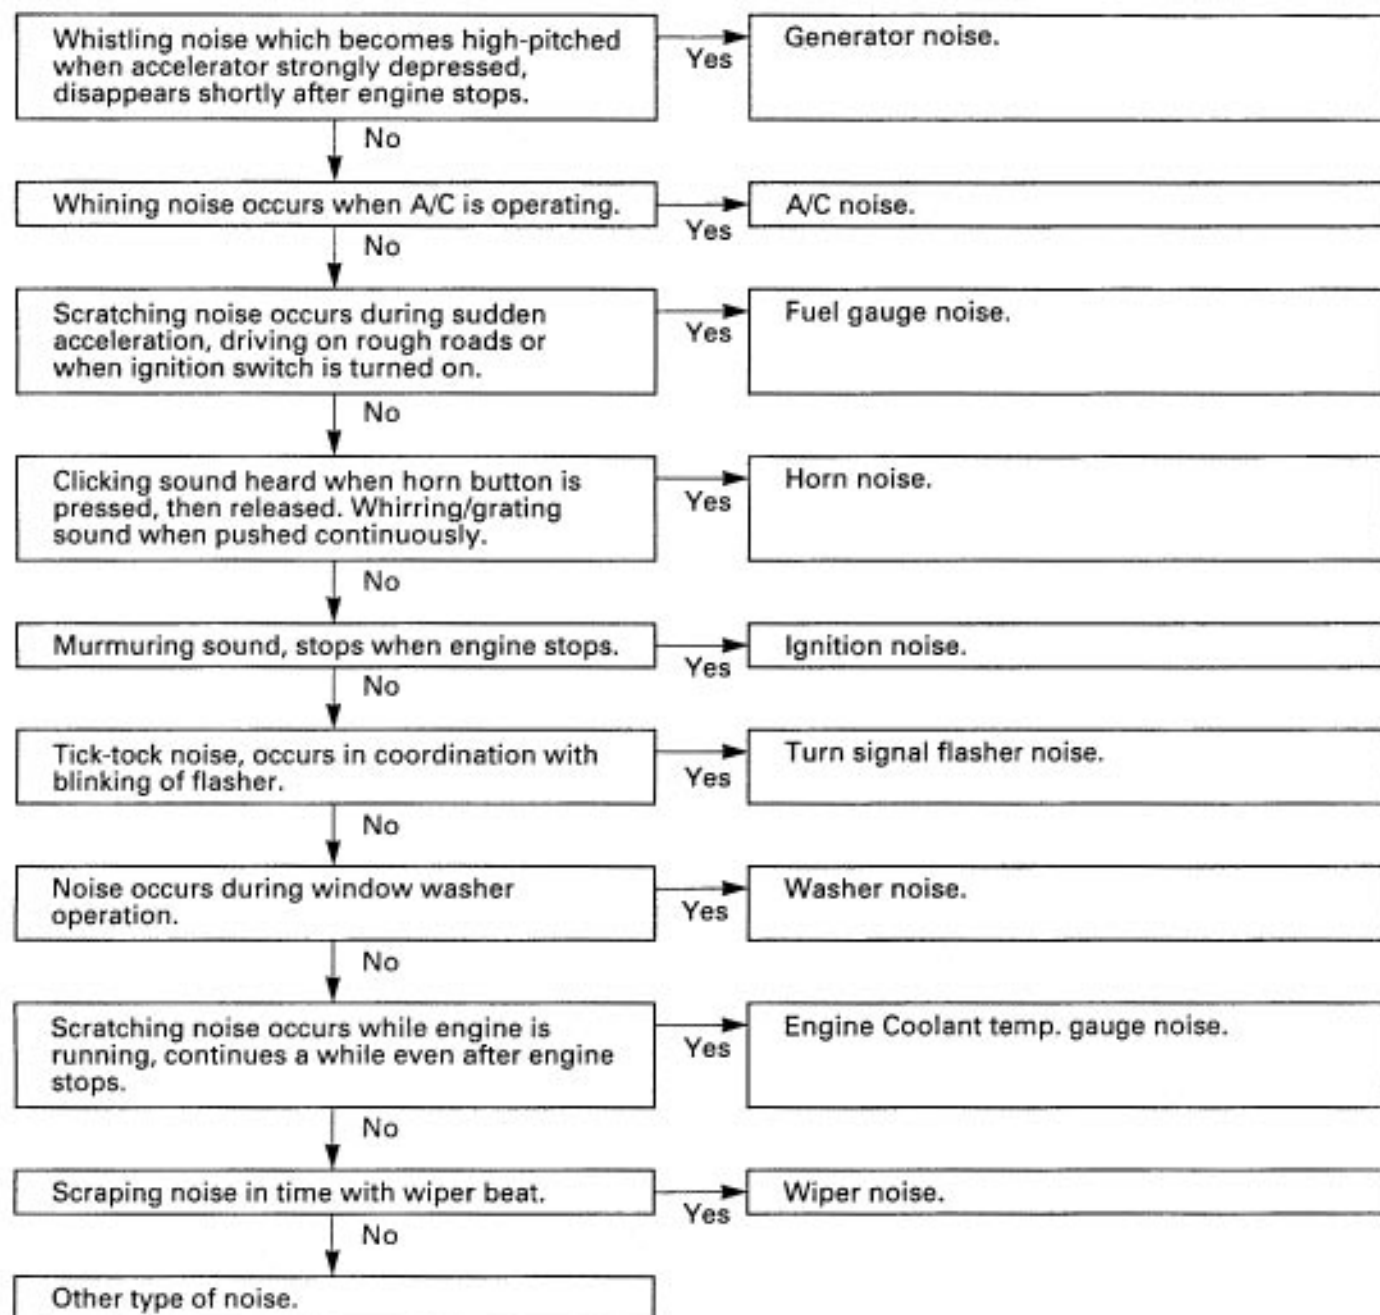 Whistling noise which becomes high-pitched
when accelerator strongly depressed,
disappears shortly after engine stops.
Yes
Generator noise.
No
Whining noise occurs when A/C is operating.
Yes
A/C noise.
No
Scratching noise occurs during sudden
acceleration, driving on rough roads or
when ignition switch is turned on.
Yes
Fuel gauge noise.
No
Clicking sound heard when horn button is
pressed, then released. Whirring/grating
sound when pushed continuously.
Yes
Horn noise.
No
Murmuring sound, stops when engine stops.
Yes
Ignition noise.
No
Tick-tock noise, occurs in coordination with
blinking of flasher.
Yes
Turn signal flasher noise.
No
Noise occurs during window washer
operation.
Yes
Washer noise.
No
Scratching noise occurs while engine is
running, continues a while even after engine
stops.
Yes
Engine Coolant temp. gauge noise.
No
Scraping noise in time with wiper beat.
Yes
Wiper noise.
No
Other type of noise.